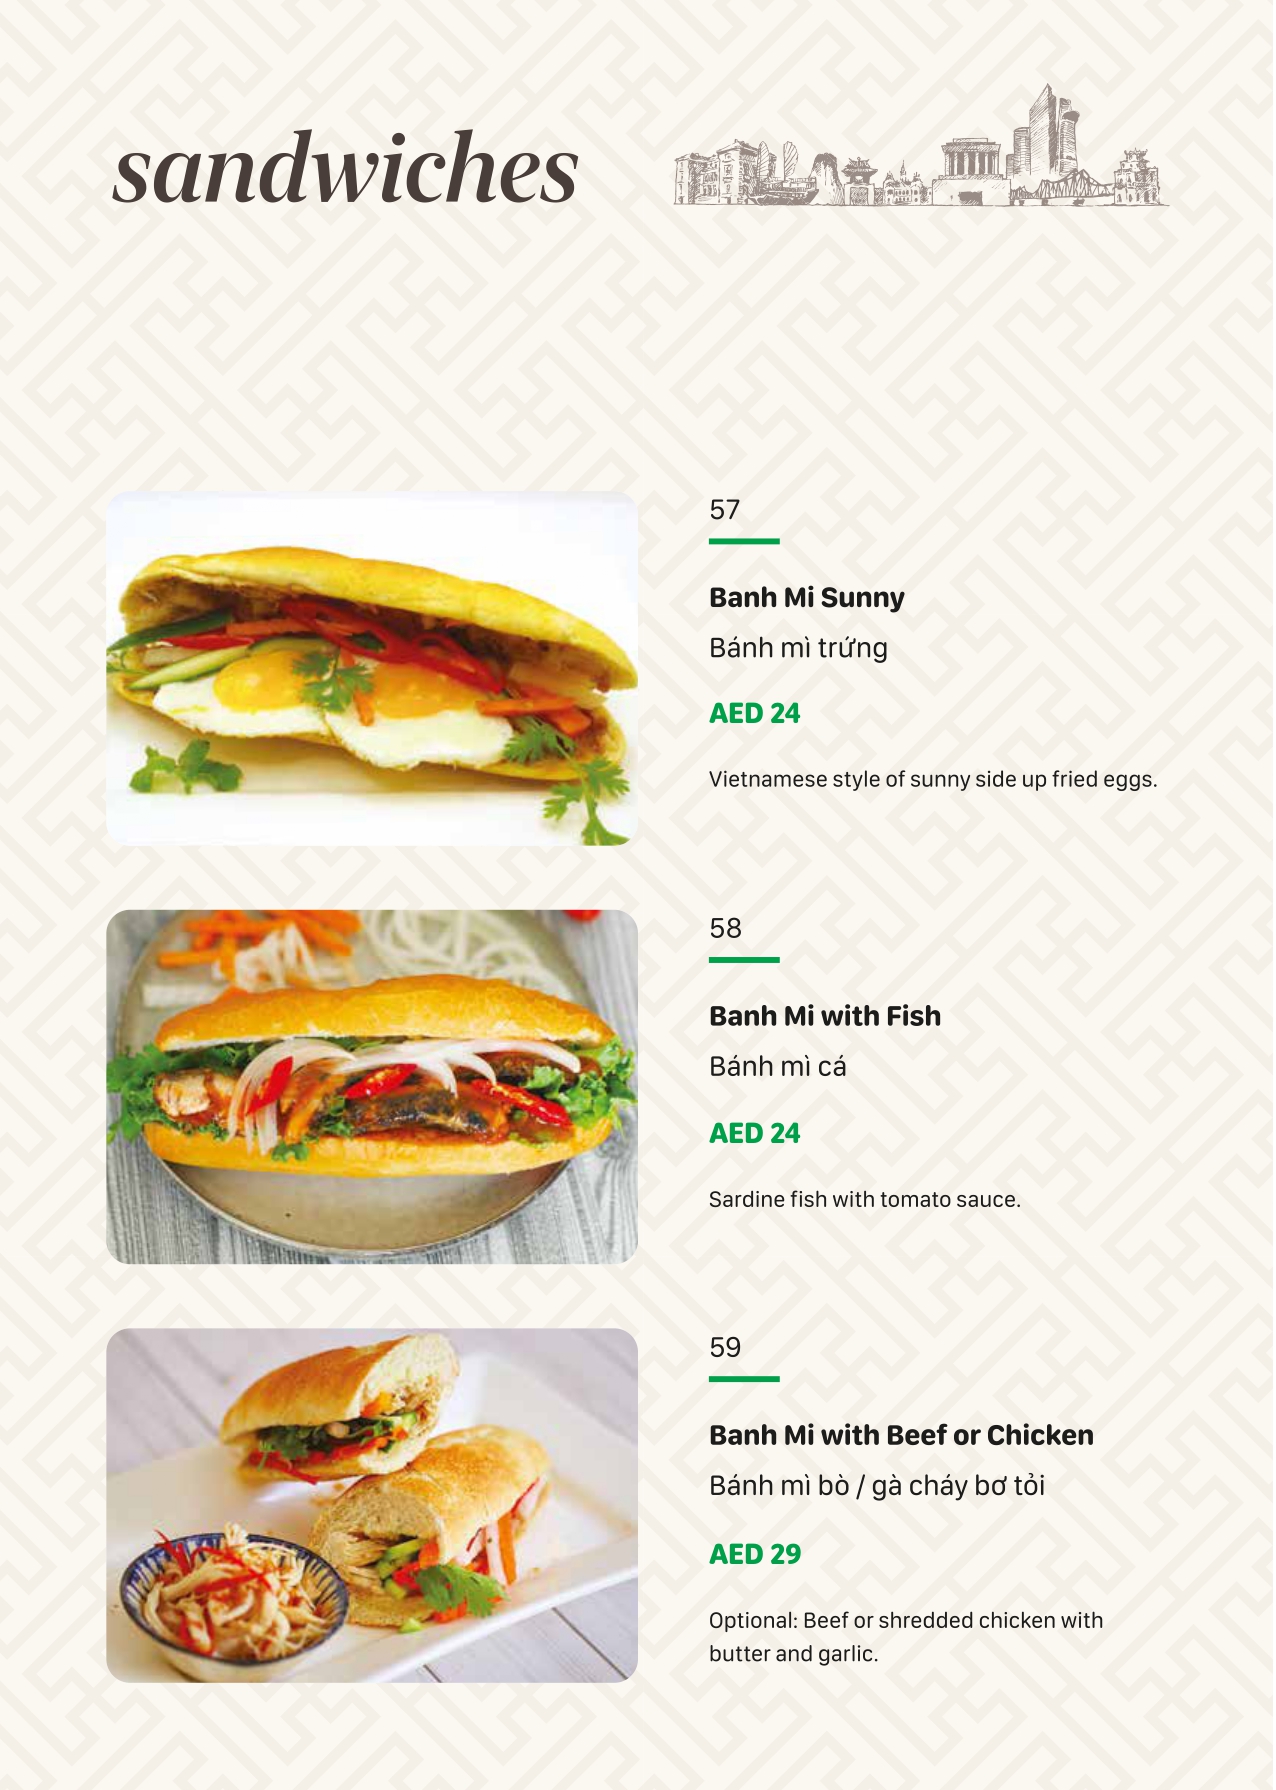 sandwiches
57
Banh Mi Sunny
Bánh mì trứng
AED 24
Vietnamese style of sunny side up fried eggs.
58
Banh Mi with Fish
Bánh mì cá
AED 24
Sardine fish with tomato sauce.
59
Banh Mi with Beef or Chicken
Bánh mì bò / gà cháy bơ tỏi
AED 29
Optional: Beef or shredded chicken with
butter and garlic.